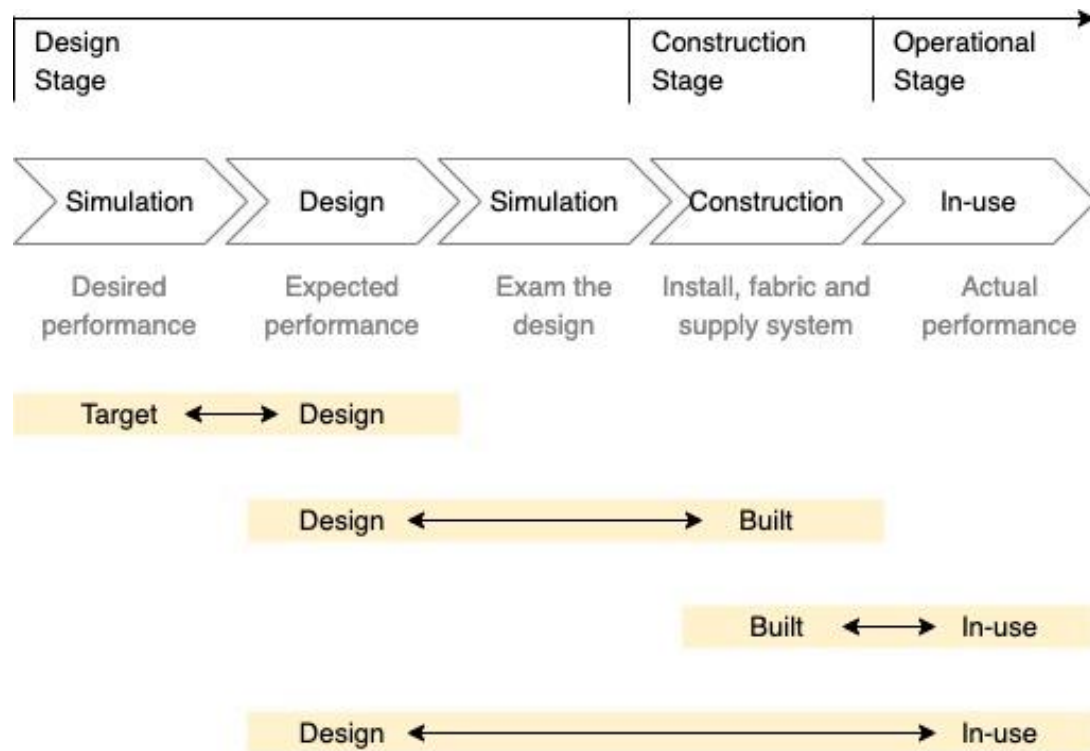 Design
Stage
Construction
Stage
Operational
Stage
Simulation
Design
Simulation
Construction
In-use
Desired
performance
Expected
performance
Exam the
design
Install, fabric and
supply system
Actual
performance
Target Design
Design Built
Built In-use
Design In-use